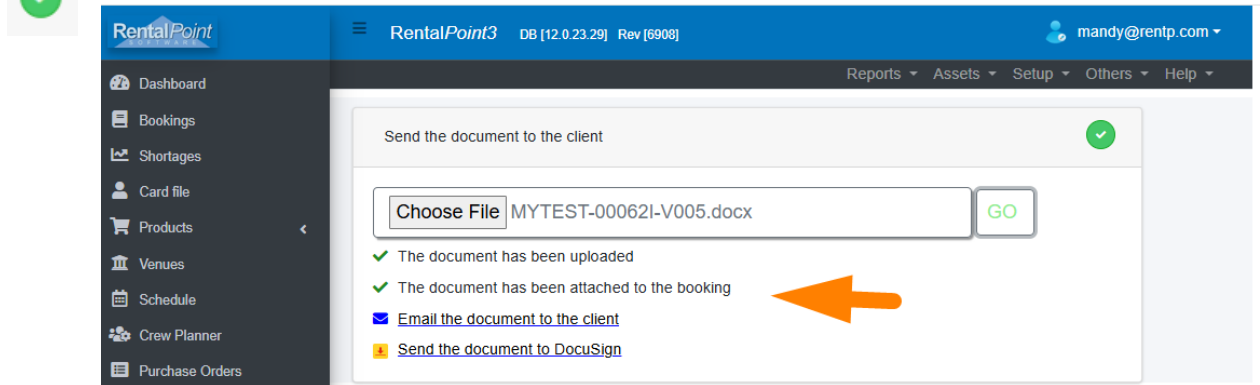 RentalPoint
SOFTWARE
RentalPoint3 DB [12.0.23.29] Rev [6908]
mandy@rentp.com
Reports Assets Setup Others Help
Dashboard
Bookings
Shortages
Card file
Products
Venues
Schedule
Crew Planner
Purchase Orders
Send the document to the client
Choose File MYTEST-00062I-V005.docx GO
The document has been uploaded
The document has been attached to the booking
Email the document to the client
Send the document to DocuSign